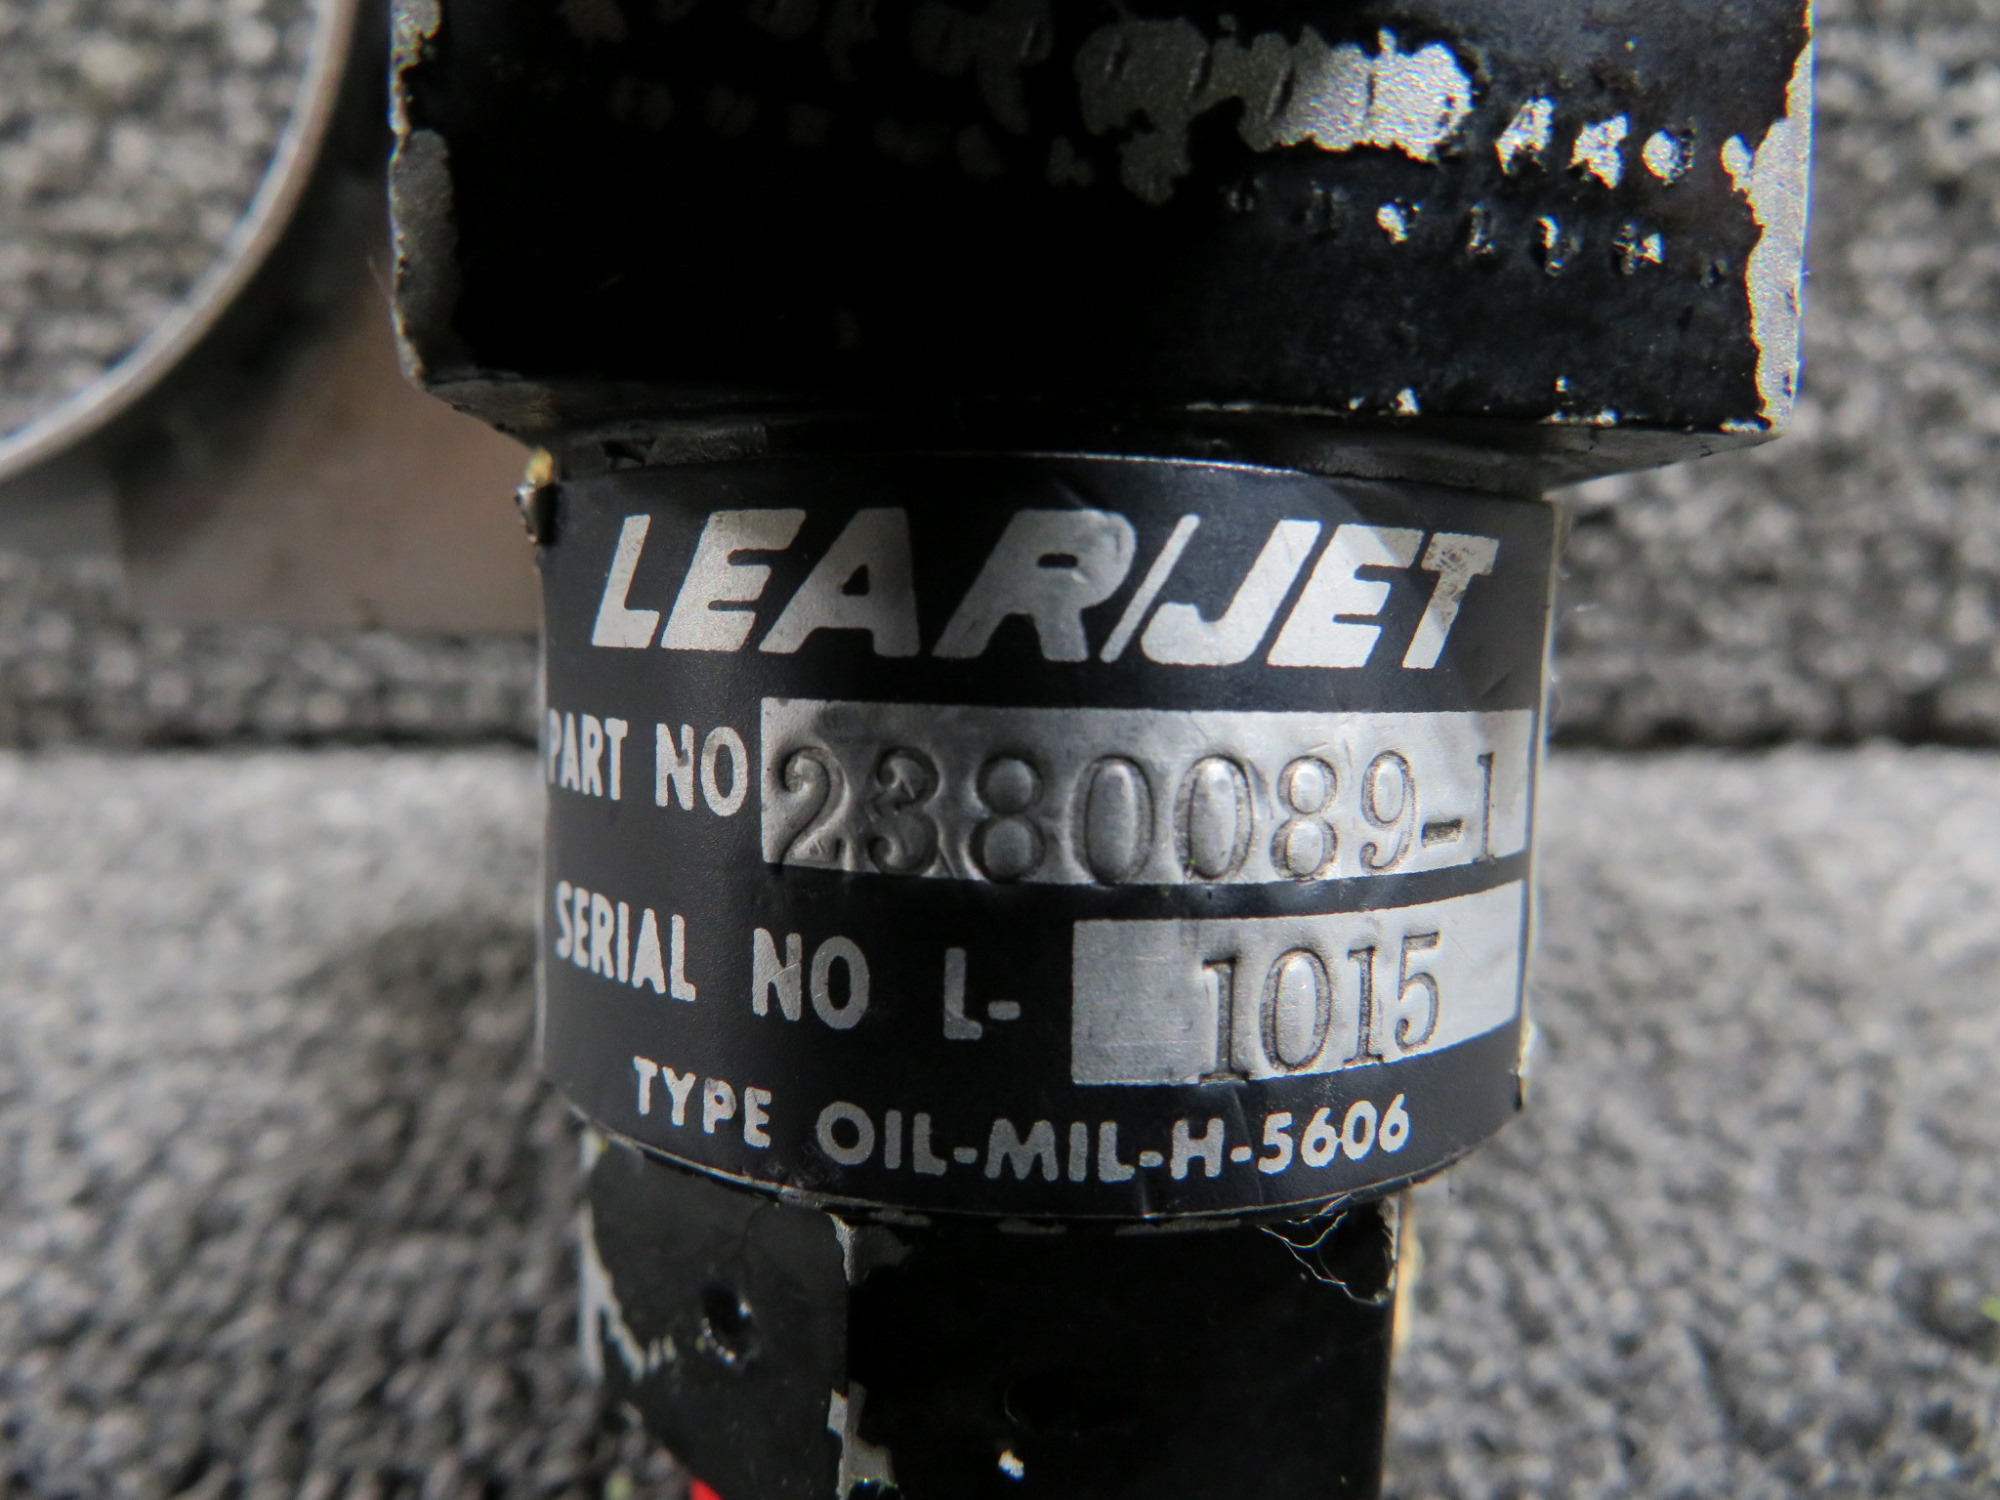 LEAR/JET
PART NO 2380089-1
SERIAL NO L- 1015
TYPE OIL-MIL-H-5606